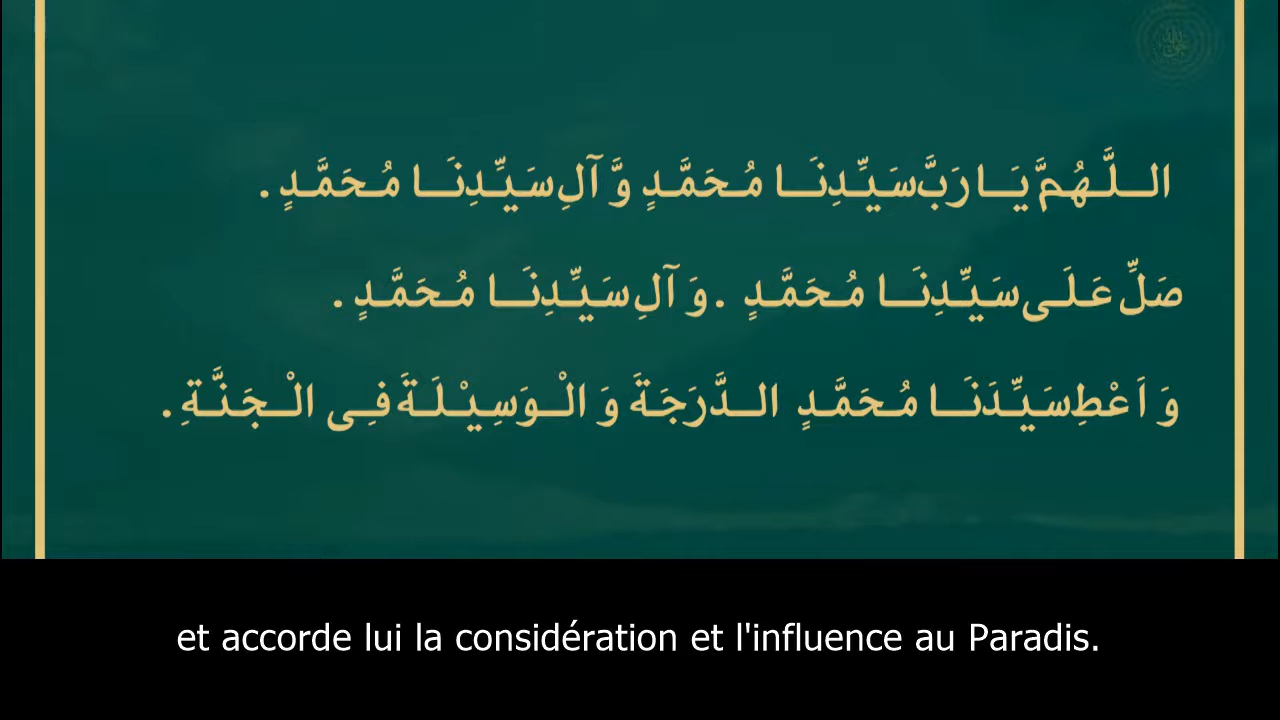 اللَّهُمَّ يَا رَبَّ سَيِّدِنَا مُحَمَّدٍ وَّ آلِ سَيِّدِنَا مُحَمَّدٍ .
صَلِّ عَلَى سَيِّدِنَا مُحَمَّدٍ . وَ آلِ سَيِّدِنَا مُحَمَّدٍ .
وَ اَعْطِ سَيِّدَنَا مُحَمَّدٍ الدَّرَجَةَ وَ الْوَسِيْلَةَ فِى الْجَنَّةِ .
et accorde lui la considération et l'influence au Paradis.